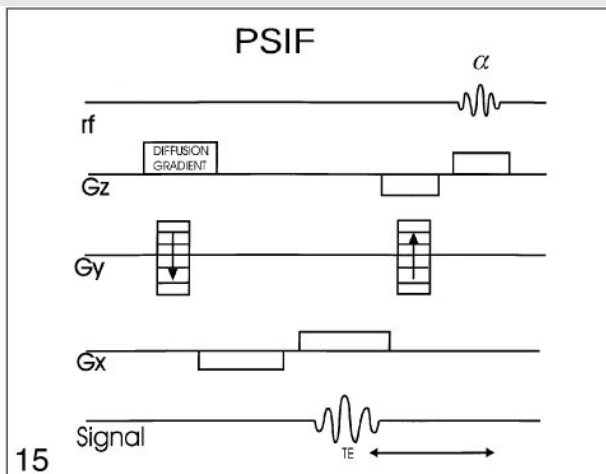 PSIF
α
rf
DIFFUSION
GRADIENT
Gz
Gy
Gx
Signal
TE
15